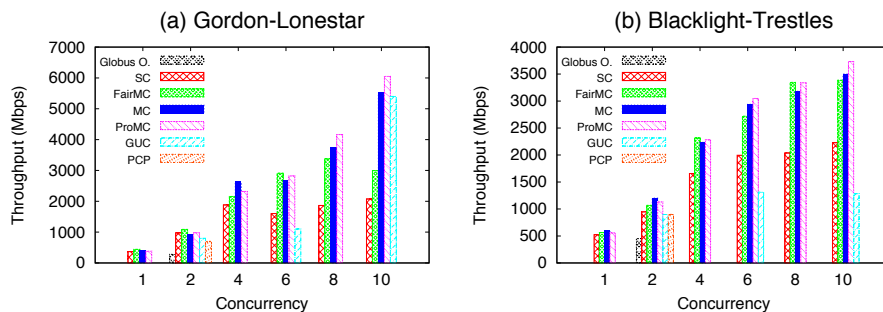 (a) Gordon-Lonestar
7000
6000
5000
4000
3000
2000
1000
0
Throughput (Mbps)
Globus O.
SC
FairMC
MC
ProMC
GUC
PCP
1 2 4 6 8 10
Concurrency
(b) Blacklight-Trestles
4000
3500
3000
2500
2000
1500
1000
500
0
Throughput (Mbps)
Globus O.
SC
FairMC
MC
ProMC
GUC
PCP
1 2 4 6 8 10
Concurrency